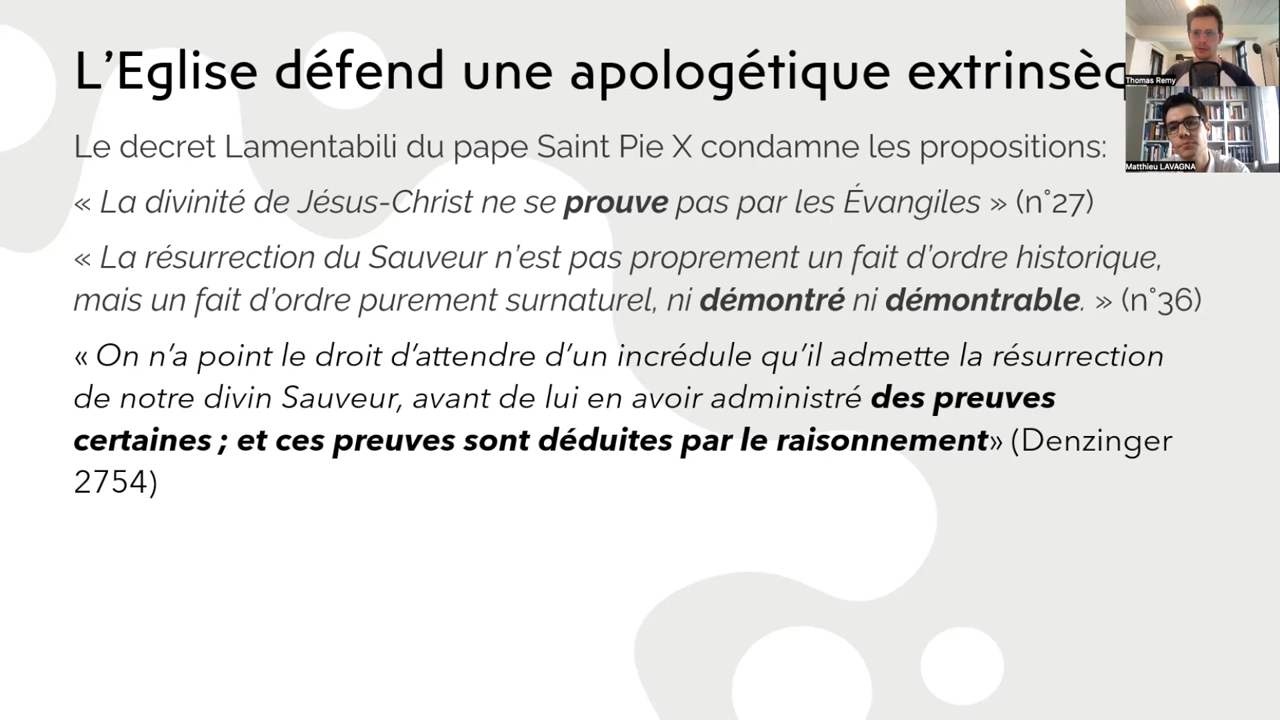 L’Eglise défend une apologétique extrinsèq
Thomas Remy
Le decret Lamentabili du pape Saint Pie X condamne les propositions:
Matthieu LAVAGNA
« La divinité de Jésus-Christ ne se prouve pas par les Évangiles » (n°27)
« La résurrection du Sauveur n’est pas proprement un fait d’ordre historique,
mais un fait d’ordre purement surnaturel, ni démontré ni démontrable. » (n°36)
« On n’a point le droit d’attendre d’un incrédule qu’il admette la résurrection
de notre divin Sauveur, avant de lui en avoir administré des preuves
certaines ; et ces preuves sont déduites par le raisonnement» (Denzinger
2754)